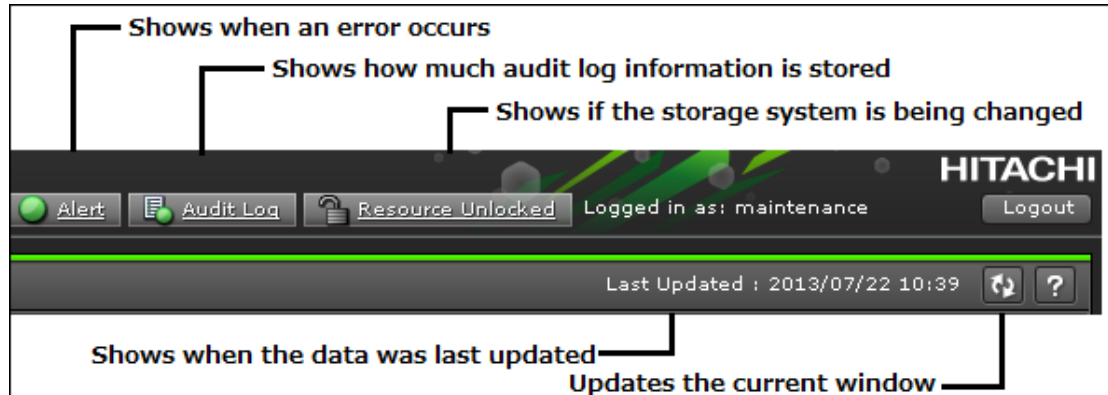 Shows when an error occurs
Shows how much audit log information is stored
Shows if the storage system is being changed
HITACHI
Alert Audit Log Resource Unlocked Logged in as: maintenance Logout
Last Updated : 2013/07/22 10:39 ?
Shows when the data was last updated
Updates the current window